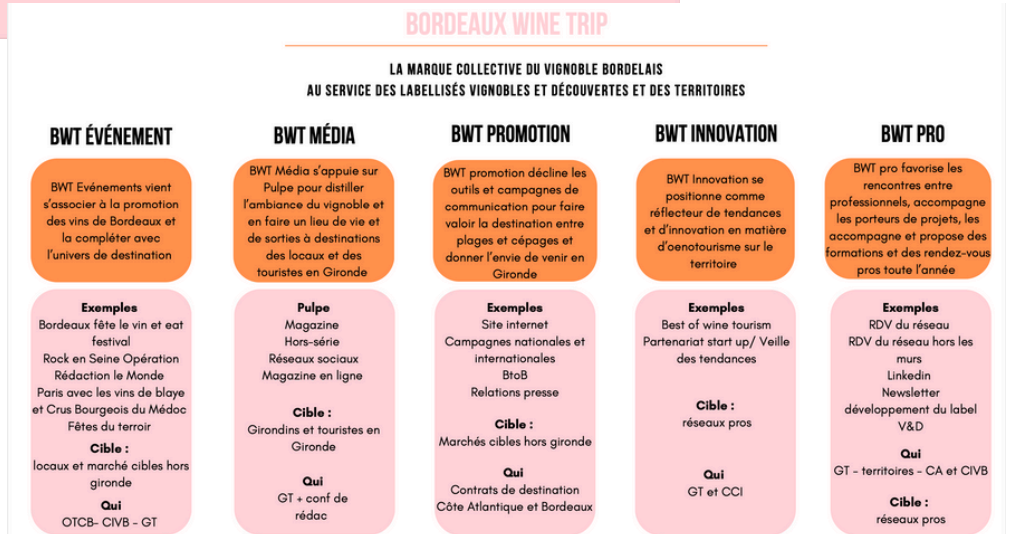 BORDEAUX WINE TRIP
LA MARQUE COLLECTIVE DU VIGNOBLE BORDELAIS
AU SERVICE DES LABELLISÉS VIGNOBLES ET DÉCOUVERTES ET DES TERRITOIRES
BWT ÉVÉNEMENT
BWT Evénements vient
s'associer à la promotion
des vins de Bordeaux et
la compléter avec
l'univers de destination
Exemples
Bordeaux fête le vin et eat
festival
Rock en Seine Opération
Rédaction le Monde
Paris avec les vins de blaye
et Crus Bourgeois du Médoc
Fêtes du terroir
Cible :
locaux et marché cibles hors
gironde
Qui
OTCB- CIVB - GT
BWT MÉDIA
BWT Média s'appuie sur
Pulpe pour distiller
l'ambiance du vignoble et
en faire un lieu de vie et
de sorties à destinations
des locaux et des
touristes en Gironde
Pulpe
Magazine
Hors-série
Réseaux sociaux
Magazine en ligne
Cible :
Girondins et touristes en
Gironde
Qui
GT + conf de
rédac
BWT PROMOTION
BWT promotion décline les
outils et campagnes de
communication pour faire
valoir la destination entre
plages et cépages et
donner l'envie de venir en
Gironde
Exemples
Site internet
Campagnes nationales et
internationales
BtoB
Relations presse
Cible :
Marchés cibles hors gironde
Qui
Contrats de destination
Côte Atlantique et Bordeaux
BWT INNOVATION
BWT Innovation se
positionne comme
réflecteur de tendances
et d'innovation en matière
d'oenotourisme sur le
territoire
Exemples
Best of wine tourism
Partenariat start up/ Veille
des tendances
Cible :
réseaux pros
Qui
GT et CCI
BWT PRO
BWT pro favorise les
rencontres entre
professionnels, accompagne
les porteurs de projets, les
accompagne et propose des
formations et des rendez-vous
pros toute l'année
Exemples
RDV du réseau
RDV du réseau hors les
murs
Linkedin
Newsletter
développement du label
V&D
Qui
GT - territoires - CA et CIVB
Cible :
réseaux pros